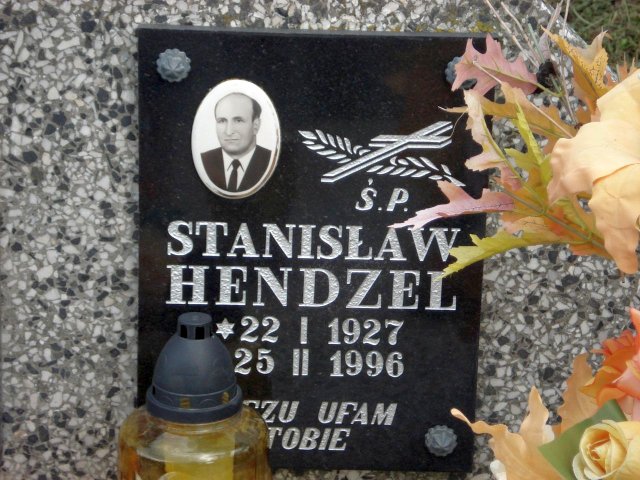 Ś.P.
STANISŁAW
HENDZEL
22 I 1927
25 II 1996
UFAM
TOBIE